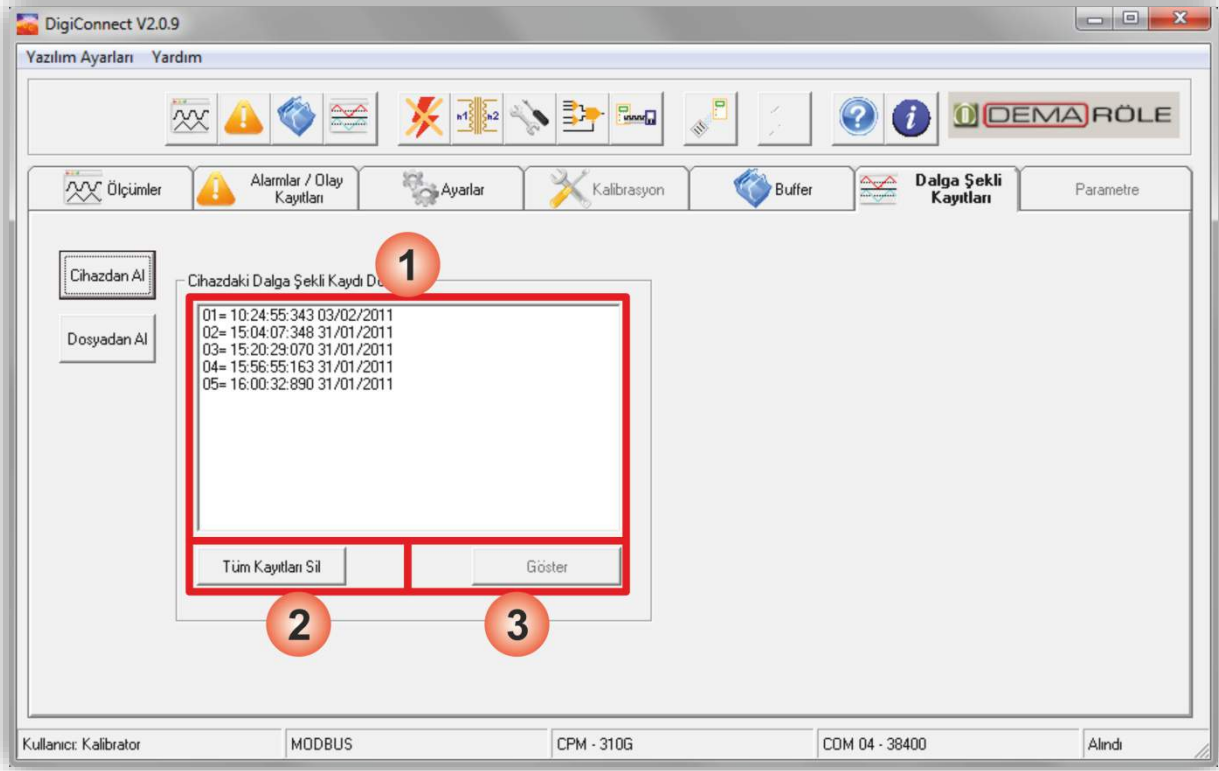 DigiConnect V2.0.9
Yazılım Ayarları Yardım
n1 n2
DEMA RÖLE
Ölçümler
Alarmlar / Olay
Kayıtları
Ayarlar
Kalibrasyon
Buffer
Dalga Şekli
Kayıtları
Parametre
1
Cihazdan Al
Cihazdaki Dalga Şekli Kaydı
Dosyadan Al
01= 10:24:55:343 03/02/2011
02= 15:04:07:348 31/01/2011
03= 15:20:29:070 31/01/2011
04= 15:56:55:163 31/01/2011
05= 16:00:32:890 31/01/2011
Tüm Kayıtları Sil
Göster
2
3
Kullanıcı: Kalibrator
MODBUS
CPM - 310G
COM 04 - 38400
Alındı